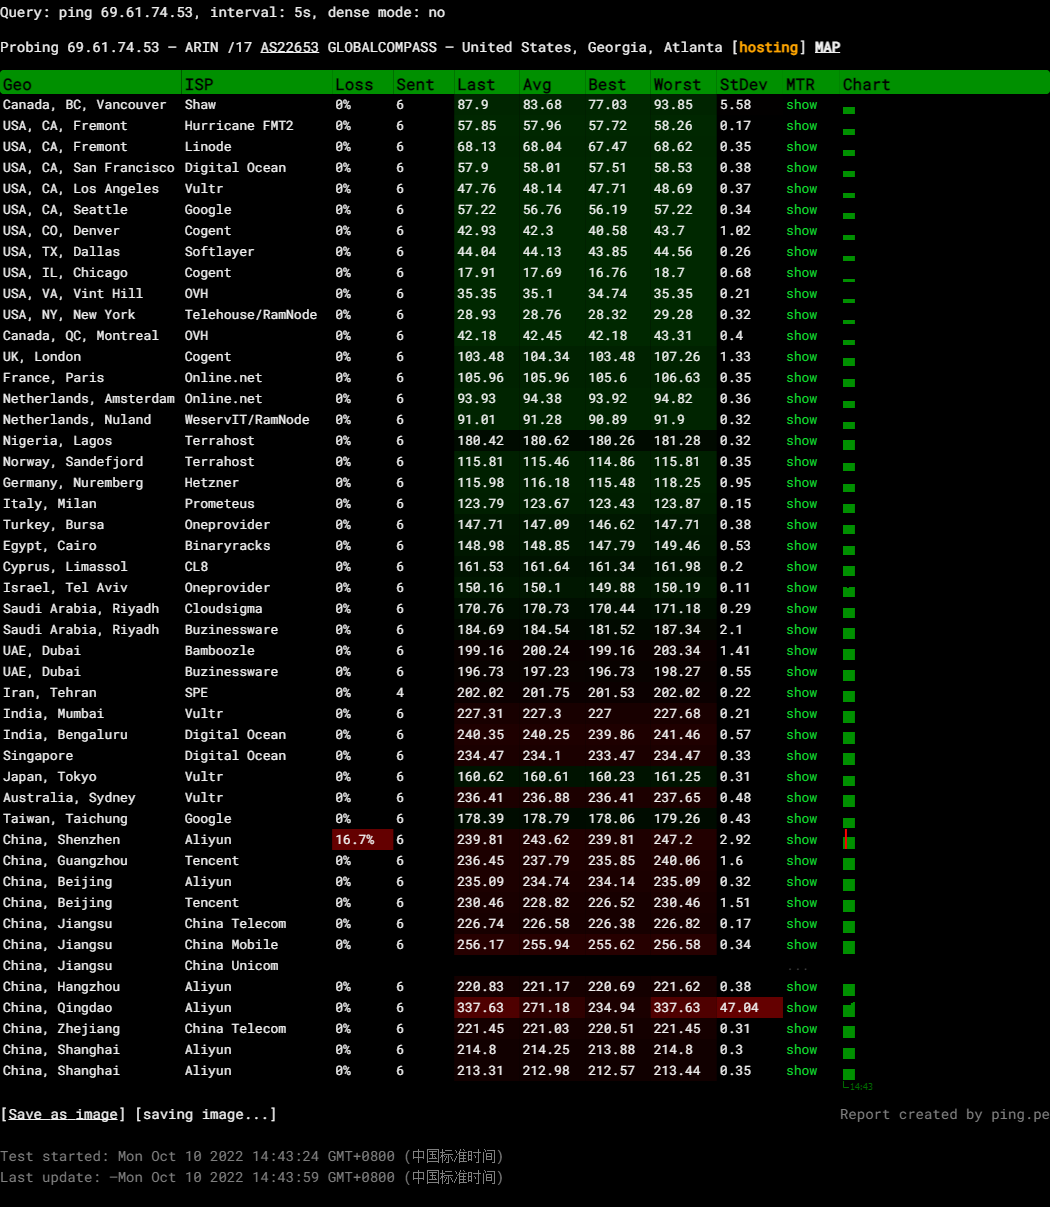 Query: ping 69.61.74.53, interval: 5s, dense mode: no
Probing 69.61.74.53 — ARIN /17 AS22653 GLOBALCOMPASS — United States, Georgia, Atlanta [hosting] MAP
Geo ISP Loss Sent Last Avg Best Worst StDev MTR Chart
Canada, BC, Vancouver Shaw 0% 6 87.9 83.68 77.03 93.85 5.58 show
USA, CA, Fremont Hurricane FMT2 0% 6 57.85 57.96 57.72 58.26 0.17 show
USA, CA, Fremont Linode 0% 6 68.13 68.04 67.47 68.62 0.35 show
USA, CA, San Francisco Digital Ocean 0% 6 57.9 58.01 57.51 58.53 0.38 show
USA, CA, Los Angeles Vultr 0% 6 47.76 48.14 47.71 48.69 0.37 show
USA, CA, Seattle Google 0% 6 57.22 56.76 56.19 57.22 0.34 show
USA, CO, Denver Cogent 0% 6 42.93 42.3 40.58 43.7 1.02 show
USA, TX, Dallas Softlayer 0% 6 44.04 44.13 43.85 44.56 0.26 show
USA, IL, Chicago Cogent 0% 6 17.91 17.69 16.76 18.7 0.68 show
USA, VA, Vint Hill OVH 0% 6 35.35 35.1 34.74 35.35 0.21 show
USA, NY, New York Telehouse/RamNode 0% 6 28.93 28.76 28.32 29.28 0.32 show
Canada, QC, Montreal OVH 0% 6 42.18 42.45 42.18 43.31 0.4 show
UK, London Cogent 0% 6 103.48 104.34 103.48 107.26 1.33 show
France, Paris Online.net 0% 6 105.96 105.96 105.6 106.63 0.35 show
Netherlands, Amsterdam Online.net 0% 6 93.93 94.38 93.92 94.82 0.36 show
Netherlands, Nuland WeservIT/RamNode 0% 6 91.01 91.28 90.89 91.9 0.32 show
Nigeria, Lagos Terrahost 0% 6 180.42 180.62 180.26 181.28 0.32 show
Norway, Sandefjord Terrahost 0% 6 115.81 115.46 114.86 115.81 0.35 show
Germany, Nuremberg Hetzner 0% 6 115.98 116.18 115.48 118.25 0.95 show
Italy, Milan Prometeus 0% 6 123.79 123.67 123.43 123.87 0.15 show
Turkey, Bursa Oneprovider 0% 6 147.71 147.09 146.62 147.71 0.38 show
Egypt, Cairo Binaryracks 0% 6 148.98 148.85 147.79 149.46 0.53 show
Cyprus, Limassol CL8 0% 6 161.53 161.64 161.34 161.98 0.2 show
Israel, Tel Aviv Oneprovider 0% 6 150.16 150.1 149.88 150.19 0.11 show
Saudi Arabia, Riyadh Cloudsigma 0% 6 170.76 170.73 170.44 171.18 0.29 show
Saudi Arabia, Riyadh Buzinessware 0% 6 184.69 184.54 181.52 187.34 2.1 show
UAE, Dubai Bamboozle 0% 6 199.16 200.24 199.16 203.34 1.41 show
UAE, Dubai Buzinessware 0% 6 196.73 197.23 196.73 198.27 0.55 show
Iran, Tehran SPE 0% 4 202.02 201.75 201.53 202.02 0.22 show
India, Mumbai Vultr 0% 6 227.31 227.3 227 227.68 0.21 show
India, Bengaluru Digital Ocean 0% 6 240.35 240.25 239.86 241.46 0.57 show
Singapore Digital Ocean 0% 6 234.47 234.1 233.67 234.47 0.33 show
Japan, Tokyo Vultr 0% 6 160.62 160.61 160.23 161.25 0.31 show
Australia, Sydney Vultr 0% 6 236.41 236.88 236.41 237.65 0.48 show
Taiwan, Taichung Google 0% 6 178.39 178.79 178.06 179.26 0.43 show
China, Shenzhen Aliyun 16.7% 6 239.81 243.62 239.81 247.2 2.92 show
China, Guangzhou Tencent 0% 6 236.45 237.79 235.85 240.06 1.6 show
China, Beijing Aliyun 0% 6 235.09 234.74 234.14 235.09 0.32 show
China, Beijing Tencent 0% 6 230.46 228.82 226.52 230.46 1.51 show
China, Jiangsu China Telecom 0% 6 226.74 226.58 226.38 226.82 0.17 show
China, Jiangsu China Mobile 0% 6 256.17 255.94 255.62 256.58 0.34 show
China, Jiangsu China Unicom ...
China, Hangzhou Aliyun 0% 6 220.83 221.17 220.69 221.62 0.38 show
China, Qingdao Aliyun 0% 6 337.63 271.18 234.94 337.63 47.04 show
China, Zhejiang China Telecom 0% 6 221.45 221.03 220.51 221.45 0.31 show
China, Shanghai Aliyun 0% 6 214.8 214.25 213.88 214.8 0.3 show
China, Shanghai Aliyun 0% 6 213.31 212.98 212.57 213.44 0.35 show
14:43
[Save as image] [saving image...] Report created by ping.pe
Test started: Mon Oct 10 2022 14:43:24 GMT+0800 (中国标准时间)
Last update: —Mon Oct 10 2022 14:43:59 GMT+0800 (中国标准时间)